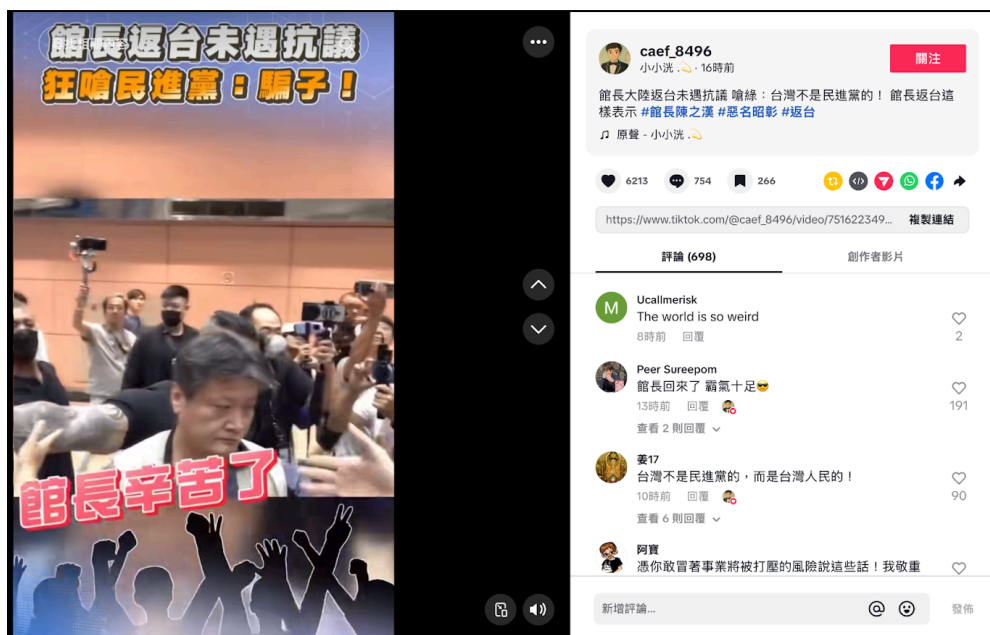 館長返台未遇抗議
狂嗆民進黨：騙子！
館長辛苦了
caef_8496
小小洸 .💫 · 16時前
關注
館長大陸返台未遇抗議 嗆綠：台灣不是民進黨的！ 館長返台這
樣表示 #館長陳之漢 #惡名昭彰 #返台
♫ 原聲 - 小小洸 .💫
6213
754
266
https://www.tiktok.com/@caef_8496/video/751622349...
複製連結
評論 (698)
創作者影片
M
Ucallmerisk
The world is so weird
8時前 回覆
2
Peer Sureepom
館長回來了 霸氣十足😎
13時前 回覆
191
查看 2 則回覆
姜17
台灣不是民進黨的，而是台灣人民的！
10時前 回覆
90
查看 6 則回覆
阿寶
憑你敢冒著事業將被打壓的風險說這些話！我敬重
新增評論...
發佈